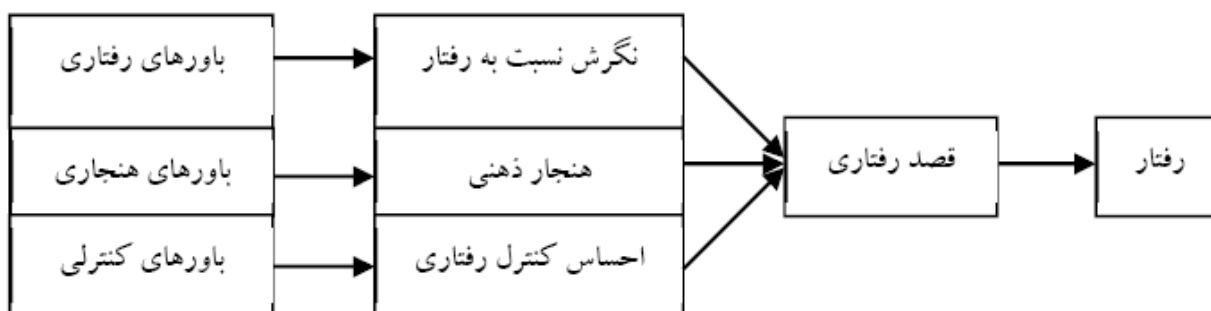 باورهای رفتاری
نگرش نسبت به رفتار
باورهای هنجاری
هنجار ذهنی
قصد رفتاری
رفتار
باورهای کنترلی
احساس کنترل رفتاری